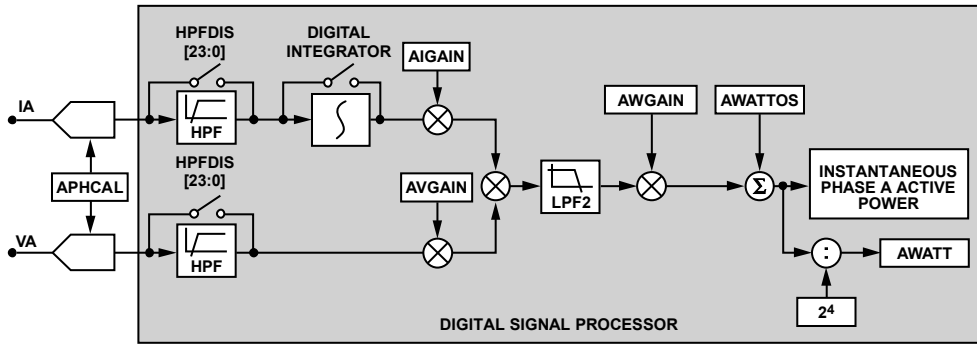 HPFDIS
[23:0]
DIGITAL
INTEGRATOR
AIGAIN
IA
HPF
AWGAIN
AWATTOS
HPFDIS
[23:0]
APHCAL
AVGAIN
LPF2
Σ
INSTANTANEOUS
PHASE A ACTIVE
POWER
VA
HPF
:
AWATT
2⁴
DIGITAL SIGNAL PROCESSOR